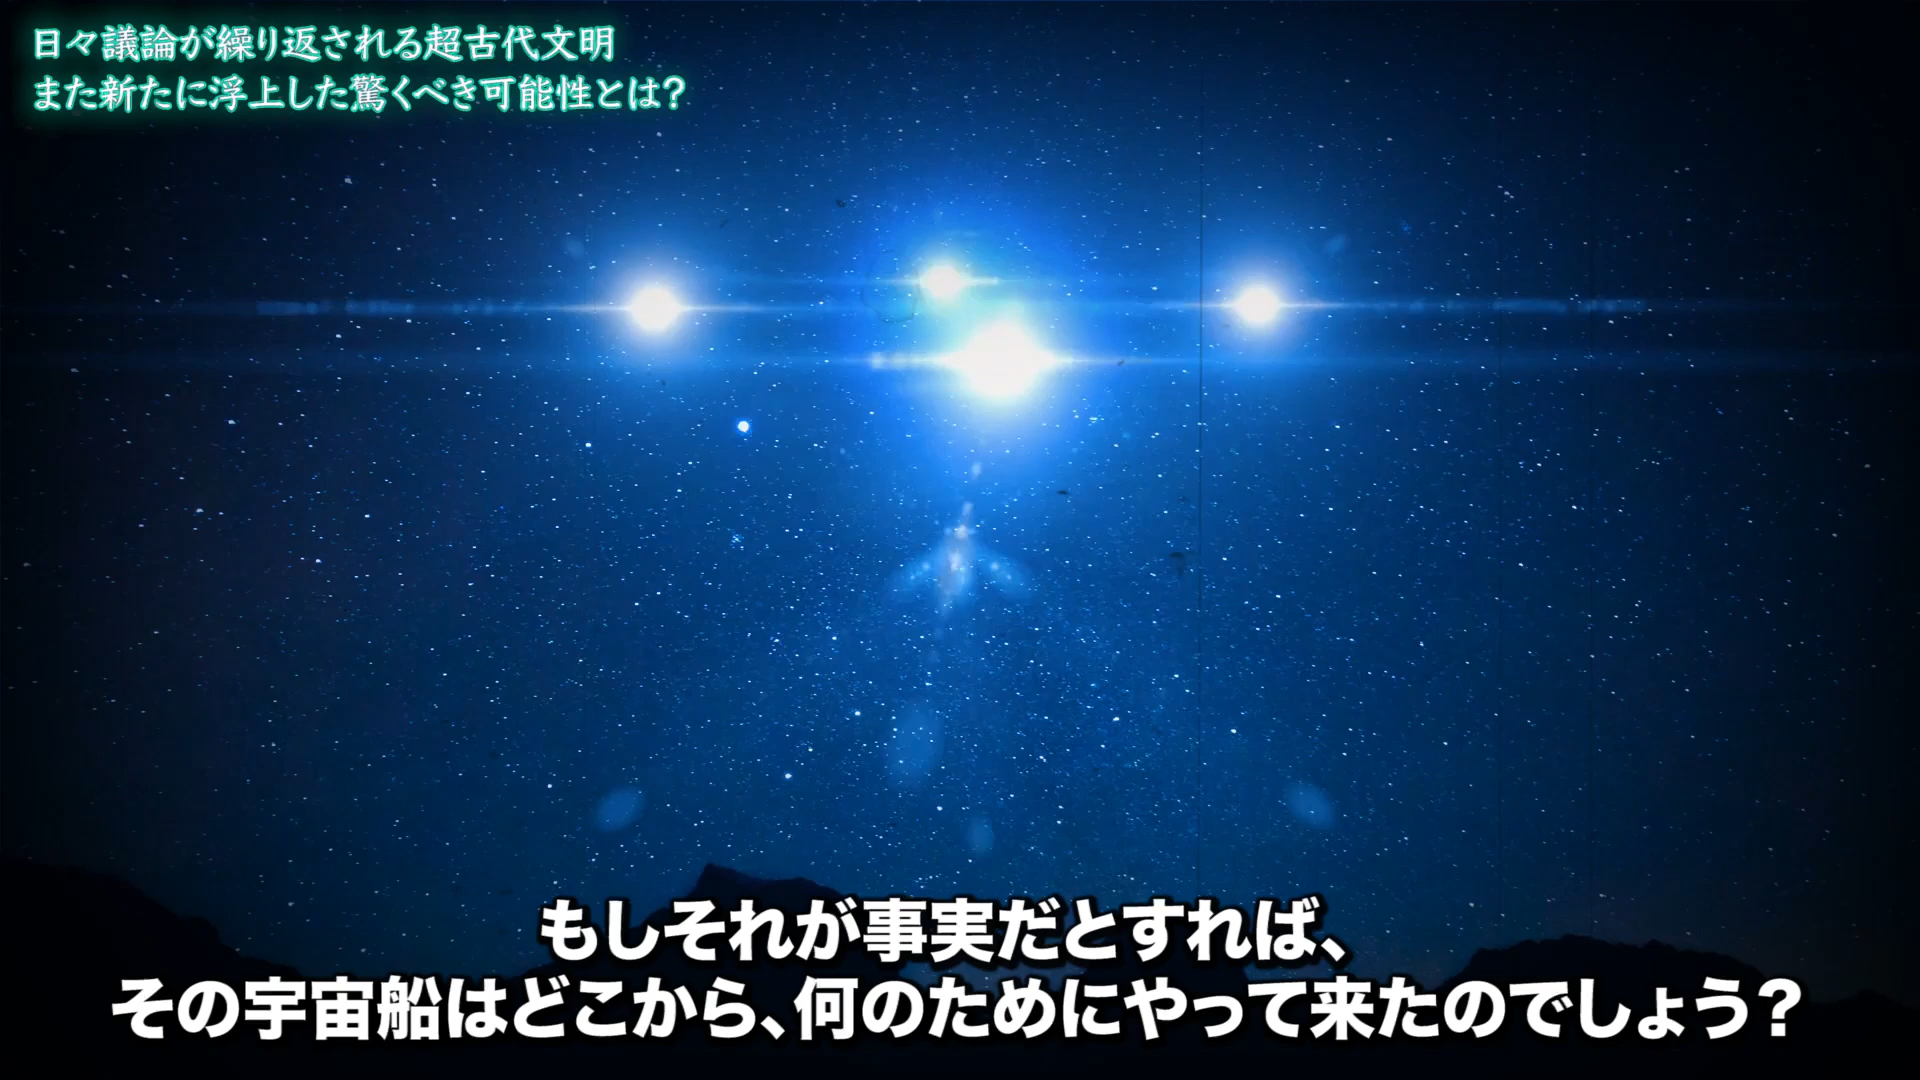 日々議論が繰り返される超古代文明
また新たに浮上した驚くべき可能性とは？
もしそれが事実だとすれば、
その宇宙船はどこから、何のためにやって来たのでしょう？